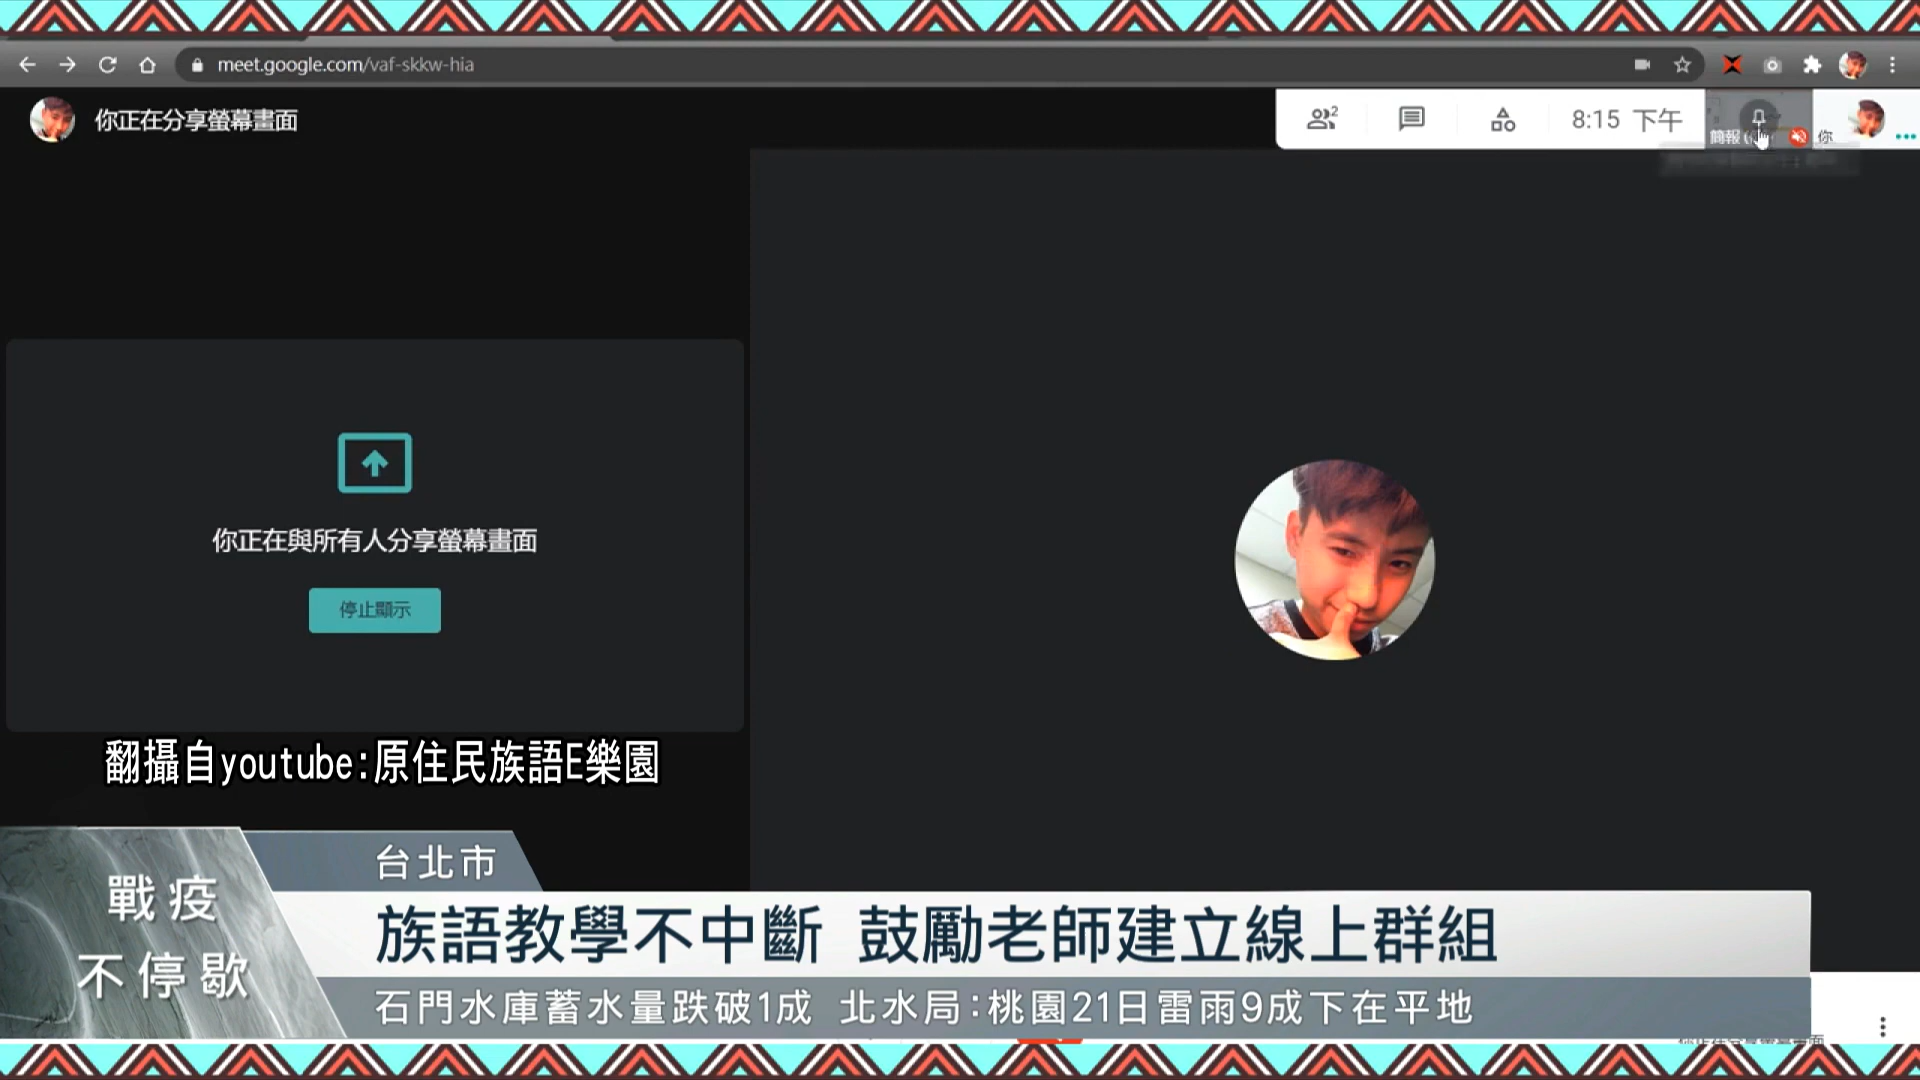 meet.google.com/vaf-skkw-hia
你正在分享螢幕畫面
8:15 下午
簡報
你
你正在與所有人分享螢幕畫面
停止顯示
翻攝自youtube:原住民族語E樂園
台北市
戰疫
不停歇
族語教學不中斷 鼓勵老師建立線上群組
石門水庫蓄水量跌破1成 北水局:桃園21日雷雨9成下在平地